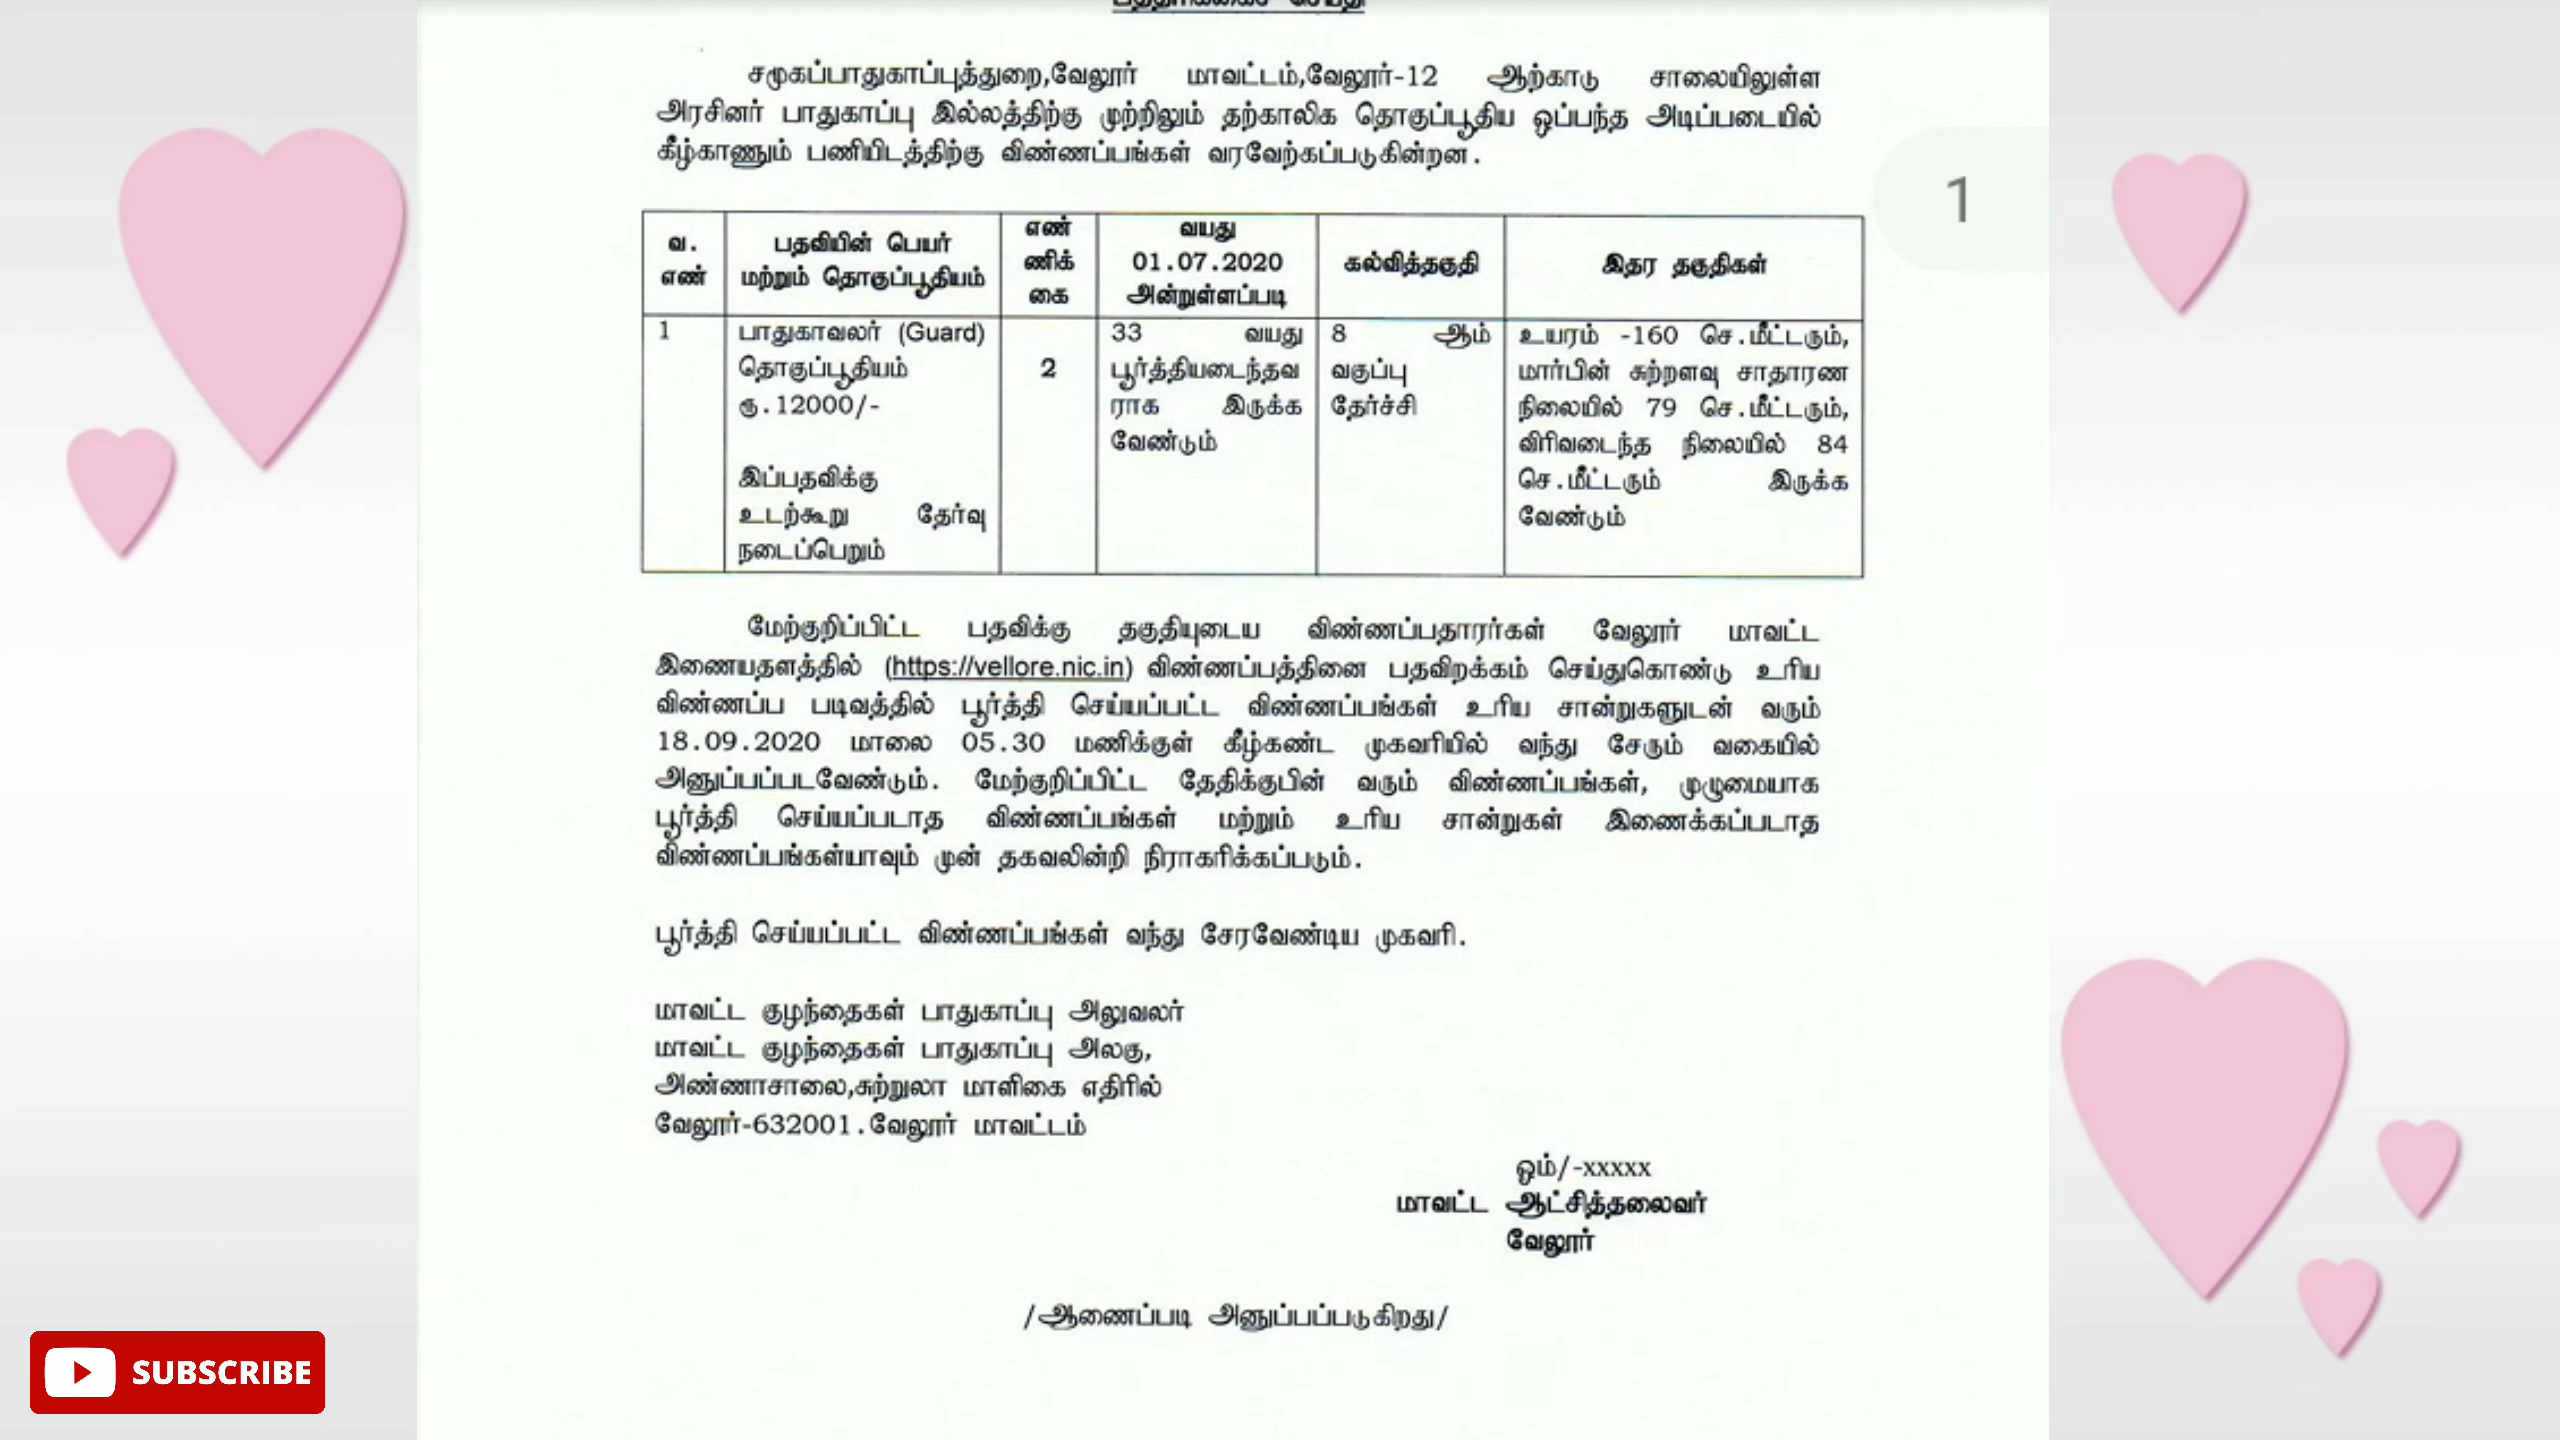 பத்திரிக்கைச் செய்தி
சமூகப்பாதுகாப்புத்துறை,வேலூர் மாவட்டம்,வேலூர்-12 ஆற்காடு சாலையிலுள்ள
அரசினர் பாதுகாப்பு இல்லத்திற்கு முற்றிலும் தற்காலிக தொகுப்பூதிய ஒப்பந்த அடிப்படையில்
கீழ்காணும் பணியிடத்திற்கு விண்ணப்பங்கள் வரவேற்கப்படுகின்றன.
1
வ.
எண்
பதவியின் பெயர்
மற்றும் தொகுப்பூதியம்
எண்
ணிக்
கை
வயது
01.07.2020
அன்றுள்ளப்படி
கல்வித்தகுதி
இதர தகுதிகள்
1
பாதுகாவலர் (Guard)
தொகுப்பூதியம்
ரூ.12000/-
இப்பதவிக்கு
உடற்கூறு தேர்வு
நடைப்பெறும்
2
33 வயது
பூர்த்தியடைந்தவ
ராக இருக்க
வேண்டும்
8 ஆம்
வகுப்பு
தேர்ச்சி
உயரம் -160 செ.மீட்டரும்,
மார்பின் சுற்றளவு சாதாரண
நிலையில் 79 செ.மீட்டரும்,
விரிவடைந்த நிலையில் 84
செ.மீட்டரும் இருக்க
வேண்டும்
மேற்குறிப்பிட்ட பதவிக்கு தகுதியுடைய விண்ணப்பதாரர்கள் வேலூர் மாவட்ட
இணையதளத்தில் (https://vellore.nic.in) விண்ணப்பத்தினை பதவிறக்கம் செய்துகொண்டு உரிய
விண்ணப்ப படிவத்தில் பூர்த்தி செய்யப்பட்ட விண்ணப்பங்கள் உரிய சான்றுகளுடன் வரும்
18.09.2020 மாலை 05.30 மணிக்குள் கீழ்கண்ட முகவரியில் வந்து சேரும் வகையில்
அனுப்பப்படவேண்டும். மேற்குறிப்பிட்ட தேதிக்குபின் வரும் விண்ணப்பங்கள், முழுமையாக
பூர்த்தி செய்யப்படாத விண்ணப்பங்கள் மற்றும் உரிய சான்றுகள் இணைக்கப்படாத
விண்ணப்பங்கள்யாவும் முன் தகவலின்றி நிராகரிக்கப்படும்.
பூர்த்தி செய்யப்பட்ட விண்ணப்பங்கள் வந்து சேரவேண்டிய முகவரி.
மாவட்ட குழந்தைகள் பாதுகாப்பு அலுவலர்
மாவட்ட குழந்தைகள் பாதுகாப்பு அலகு,
அண்ணாசாலை,சுற்றுலா மாளிகை எதிரில்
வேலூர்-632001.வேலூர் மாவட்டம்
ஒம்/-xxxxx
மாவட்ட ஆட்சித்தலைவர்
வேலூர்
/ஆணைப்படி அனுப்பப்படுகிறது/
SUBSCRIBE